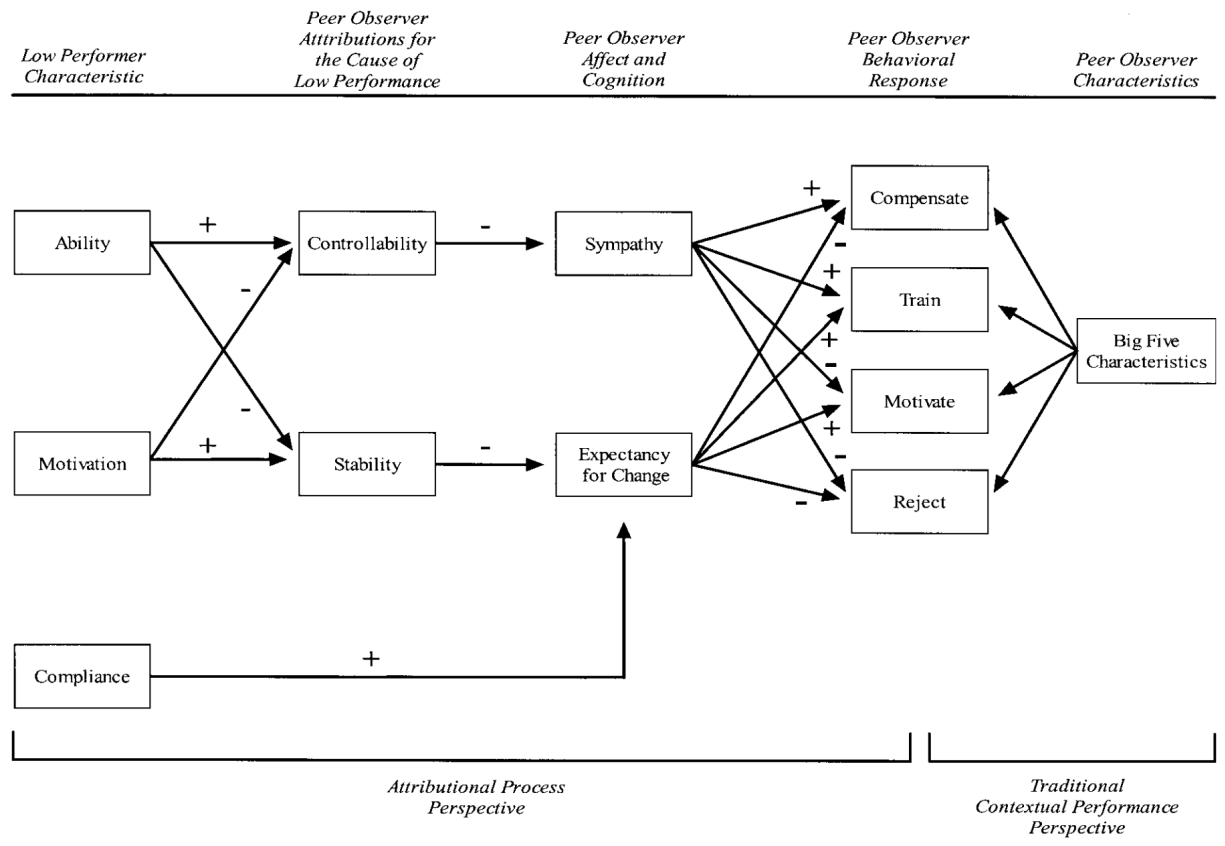 Low Performer
Characteristic
Peer Observer
Atttributions for
the Cause of
Low Performance
Peer Observer
Affect and
Cognition
Peer Observer
Behavioral
Response
Peer Observer
Characteristics
Ability
+
-
Controllability
-
Sympathy
+
-
+
+
-
+
-
-
Compensate
Train
Motivate
Reject
Big Five
Characteristics
Motivation
-
+
Stability
-
Expectancy
for Change
Compliance
+
Attributional Process
Perspective
Traditional
Contextual Performance
Perspective